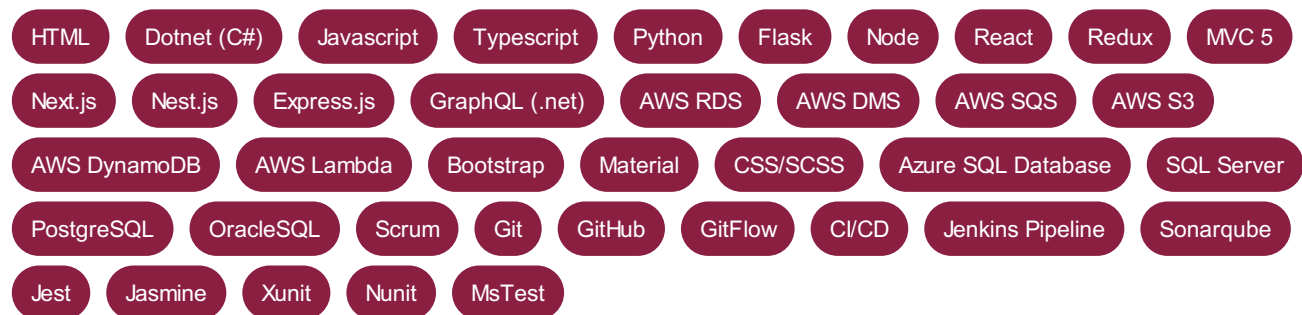 HTML Dotnet (C#) Javascript Typescript Python Flask Node React Redux MVC 5
Next.js Nest.js Express.js GraphQL (.net) AWS RDS AWS DMS AWS SQS AWS S3
AWS DynamoDB AWS Lambda Bootstrap Material CSS/SCSS Azure SQL Database SQL Server
PostgreSQL OracleSQL Scrum Git GitHub GitFlow CI/CD Jenkins Pipeline Sonarqube
Jest Jasmine Xunit Nunit MsTest